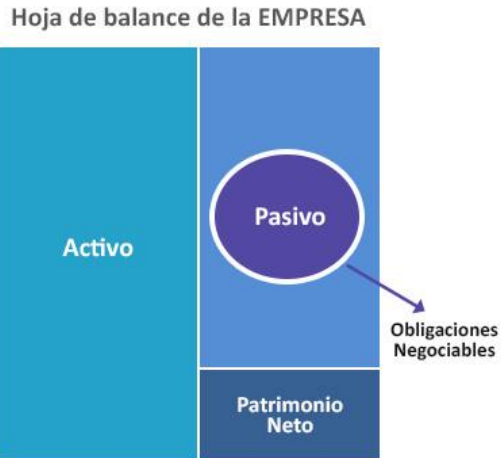 Hoja de balance de la EMPRESA
Activo
Pasivo
Obligaciones
Negociables
Patrimonio
Neto